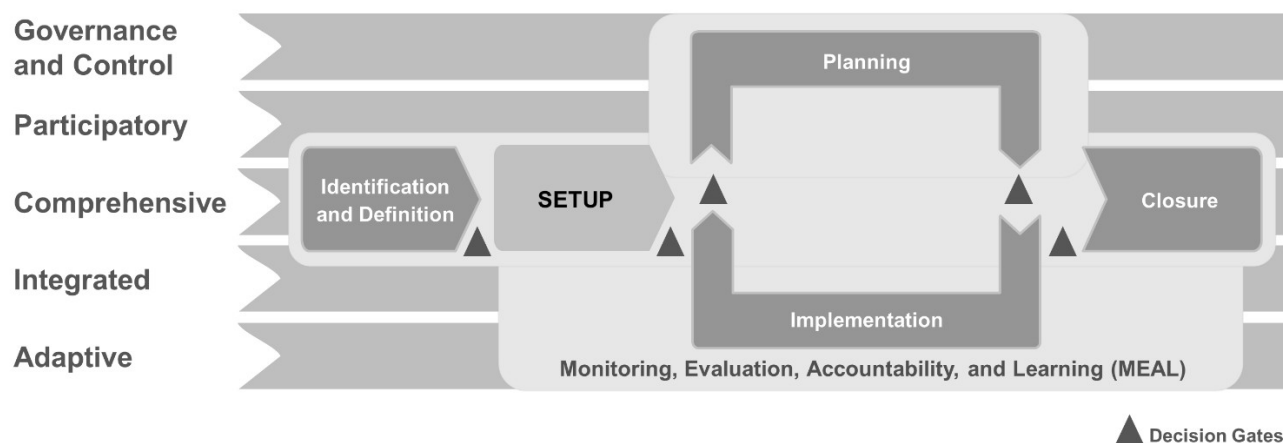 Governance
and Control
Participatory
Comprehensive
Integrated
Adaptive
Identification
and Definition
SETUP
Planning
Implementation
Closure
Monitoring, Evaluation, Accountability, and Learning (MEAL)
Decision Gates